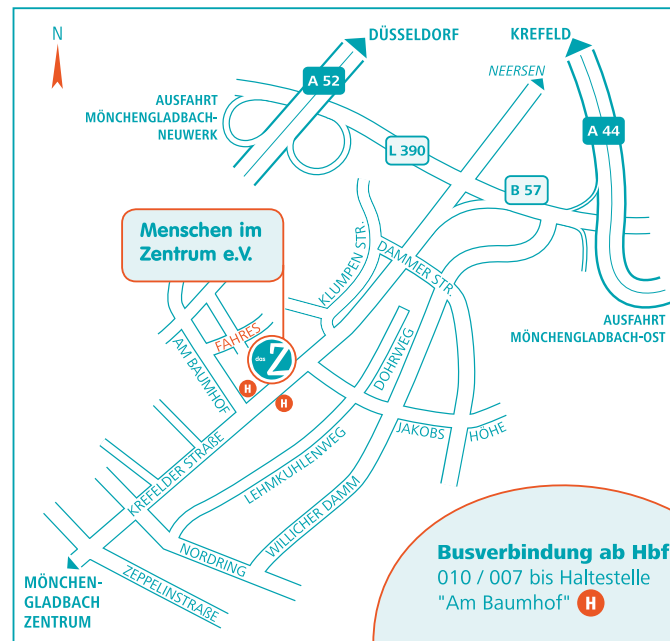 N
DÜSSELDORF
KREFELD
NEERSEN
A 52
AUSFAHRT
MÖNCHENGLADBACH-
NEUWERK
A 44
L 390
B 57
Menschen im
Zentrum e.V.
KLUMPEN STR.
DAMMER STR.
AUSFAHRT
MÖNCHENGLADBACH-OST
FAHRES
das Z
AM BAUMHOF
H
H
DOHRWEG
JAKOBS HÖHE
KREFELDER STRAßE
LEHMKUHLENWEG
WILLICHER DAMM
NORDRING
ZEPPELINSTRAßE
MÖNCHEN-
GLADBACH
ZENTRUM
Busverbindung ab Hbf
010 / 007 bis Haltestelle
"Am Baumhof" H